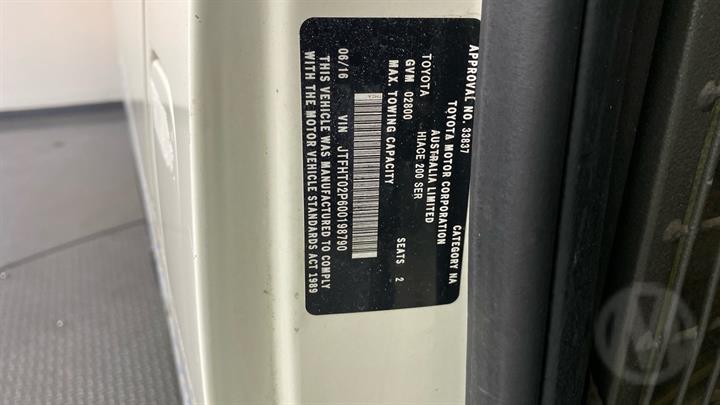 APPROVAL NO. 33837 CATEGORY NA
TOYOTA MOTOR CORPORATION
AUSTRALIA LIMITED
TOYOTA HIACE 200 SER
GVM 02800 SEATS 2
MAX. TOWING CAPACITY
06/16 VIN JTFHT02P600198790
THIS VEHICLE WAS MANUFACTURED TO COMPLY
WITH THE MOTOR VEHICLE STANDARDS ACT 1989